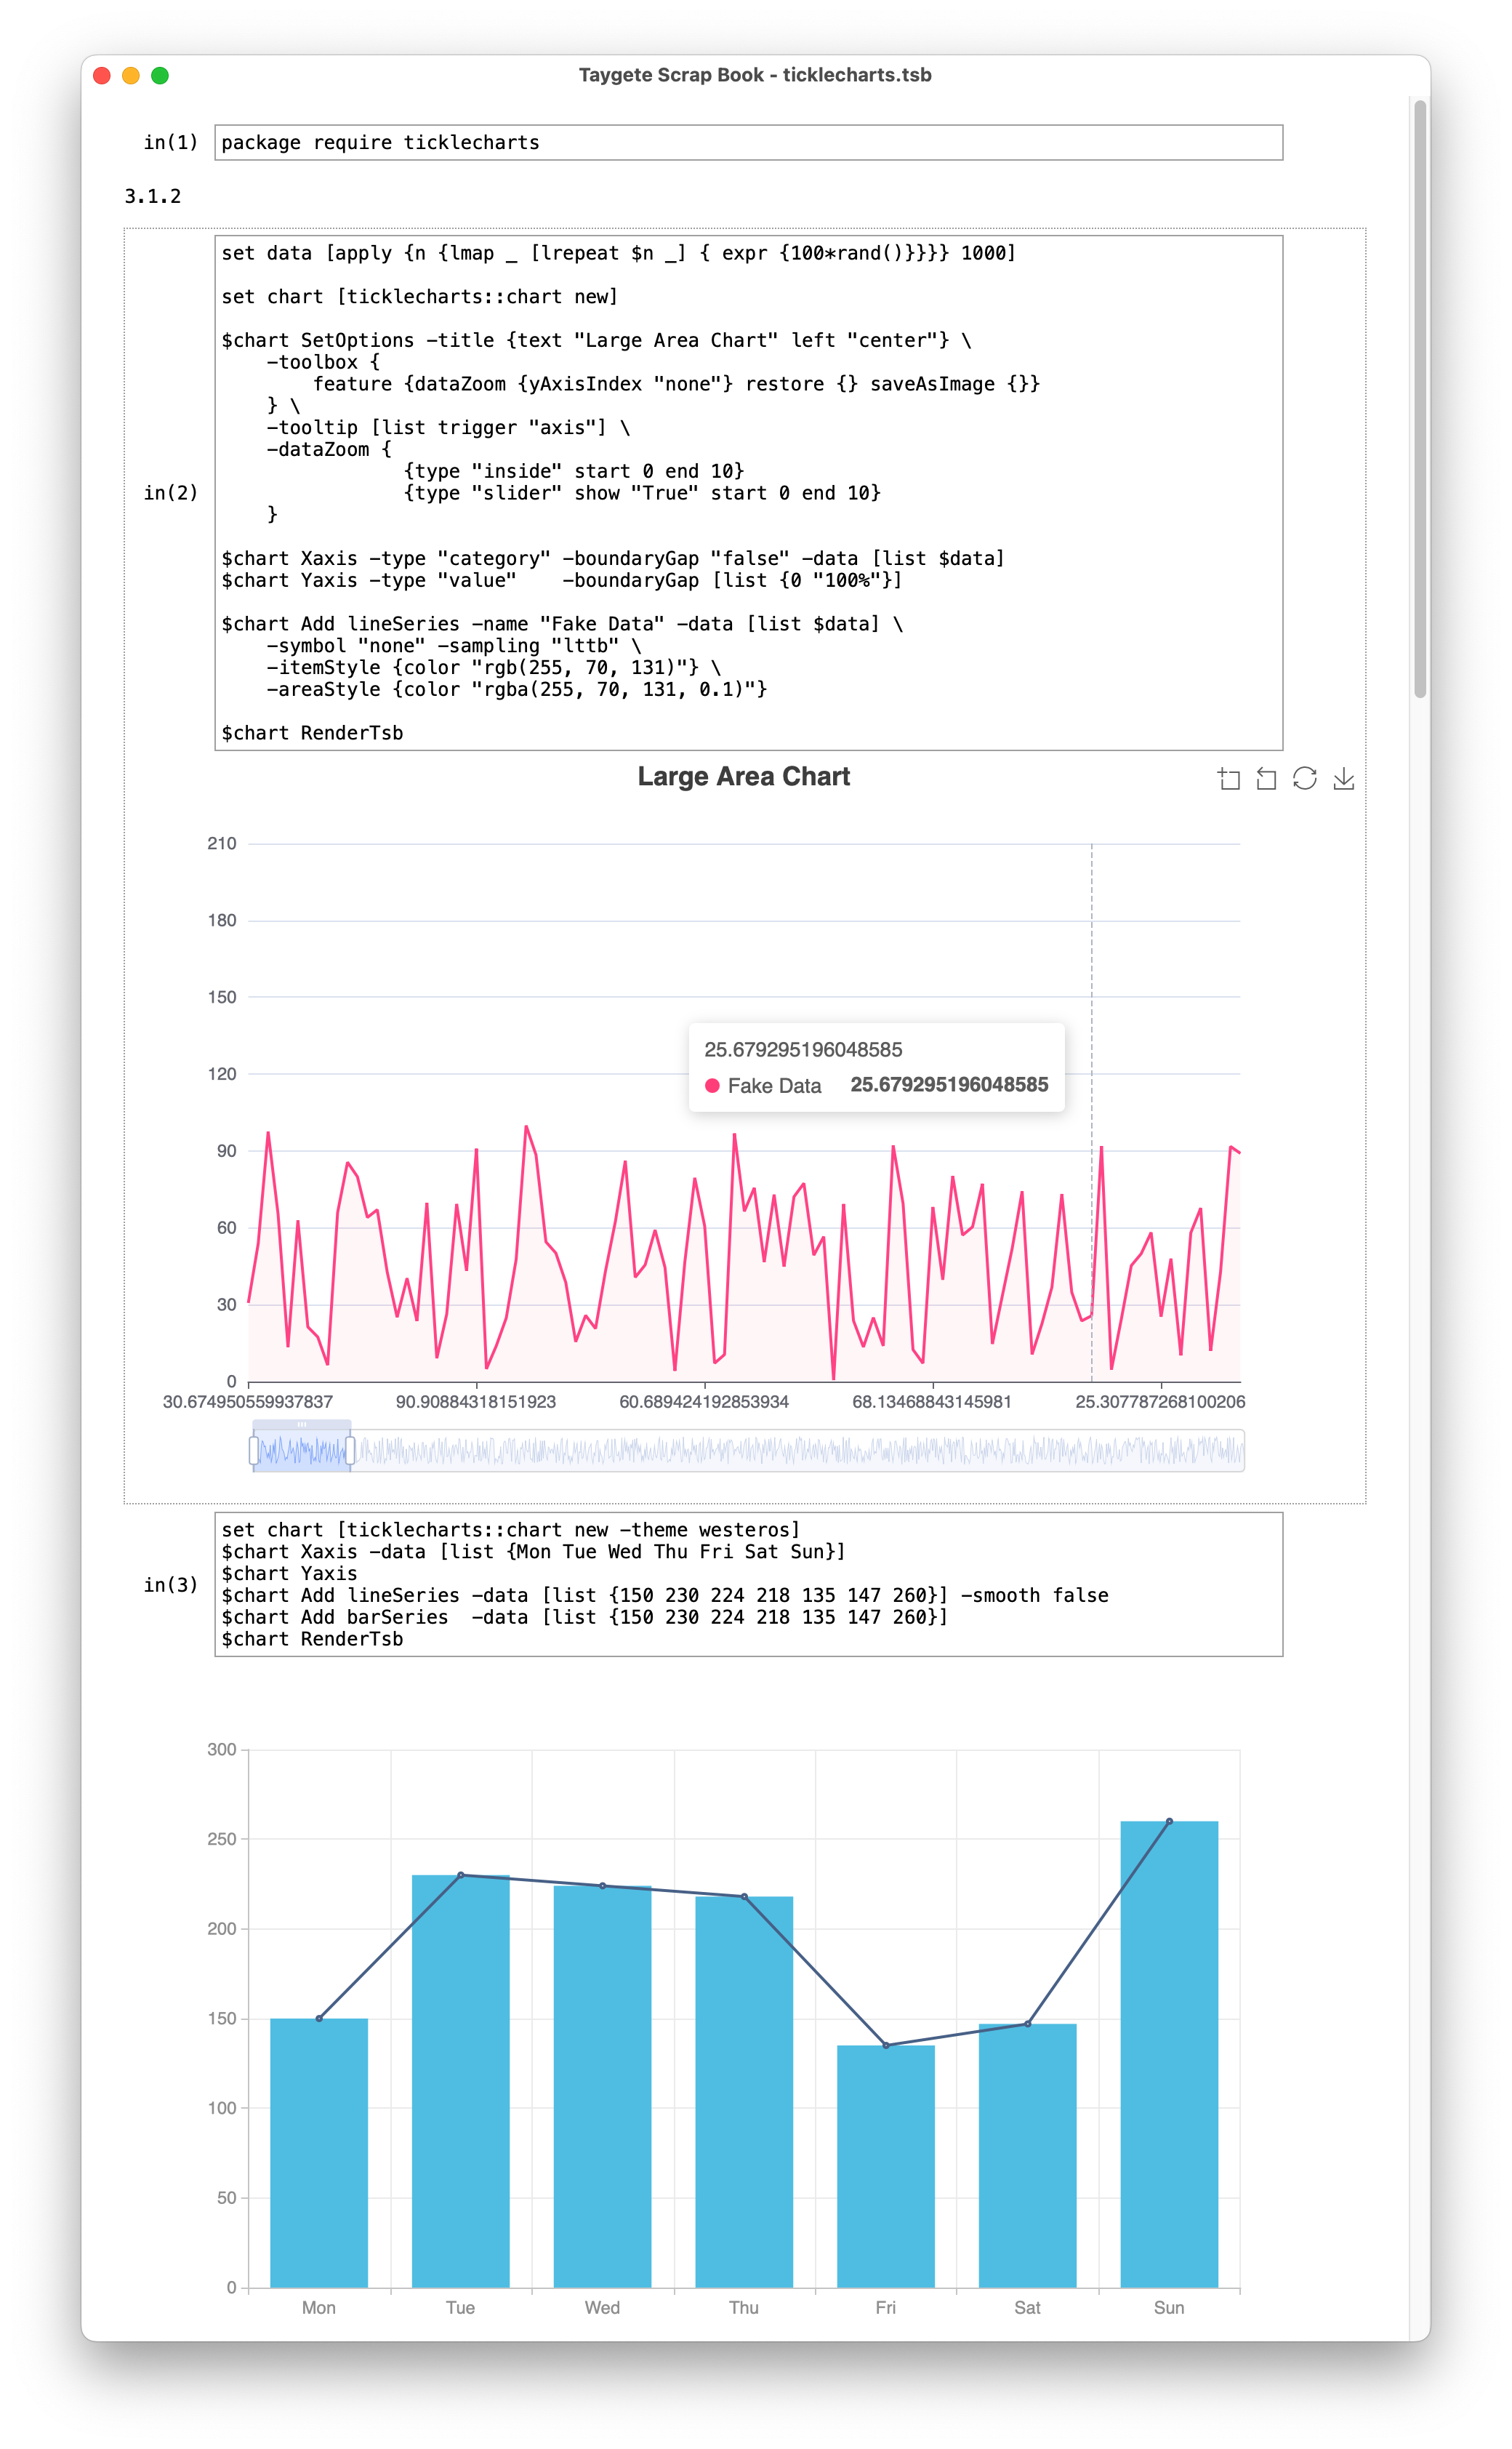 Taygete Scrap Book - ticklecharts.tsb
in(1)
package require ticklecharts
3.1.2
in(2)
set data [apply {n {lmap _ [lrepeat $n _] { expr {100*rand()}}}} 1000]
set chart [ticklecharts::chart new]
$chart SetOptions -title {text "Large Area Chart" left "center"} \
    -toolbox {
        feature {dataZoom {yAxisIndex "none"} restore {} saveAsImage {}}
    } \
    -tooltip [list trigger "axis"] \
    -dataZoom {
                {type "inside" start 0 end 10}
                {type "slider" show "True" start 0 end 10}
    }
$chart Xaxis -type "category" -boundaryGap "false" -data [list $data]
$chart Yaxis -type "value"    -boundaryGap [list {0 "100%"}]
$chart Add lineSeries -name "Fake Data" -data [list $data] \
    -symbol "none" -sampling "lttb" \
    -itemStyle {color "rgb(255, 70, 131)"} \
    -areaStyle {color "rgba(255, 70, 131, 0.1)"}
$chart RenderTsb
Large Area Chart
210
180
150
120
90
60
30
0
25.679295196048585
Fake Data 25.679295196048585
30.674950559937837 90.90884318151923 60.689424192853934 68.13468843145981 25.307787268100206
in(3)
set chart [ticklecharts::chart new -theme westeros]
$chart Xaxis -data [list {Mon Tue Wed Thu Fri Sat Sun}]
$chart Yaxis
$chart Add lineSeries -data [list {150 230 224 218 135 147 260}] -smooth false
$chart Add barSeries  -data [list {150 230 224 218 135 147 260}]
$chart RenderTsb
300
250
200
150
100
50
0
Mon Tue Wed Thu Fri Sat Sun